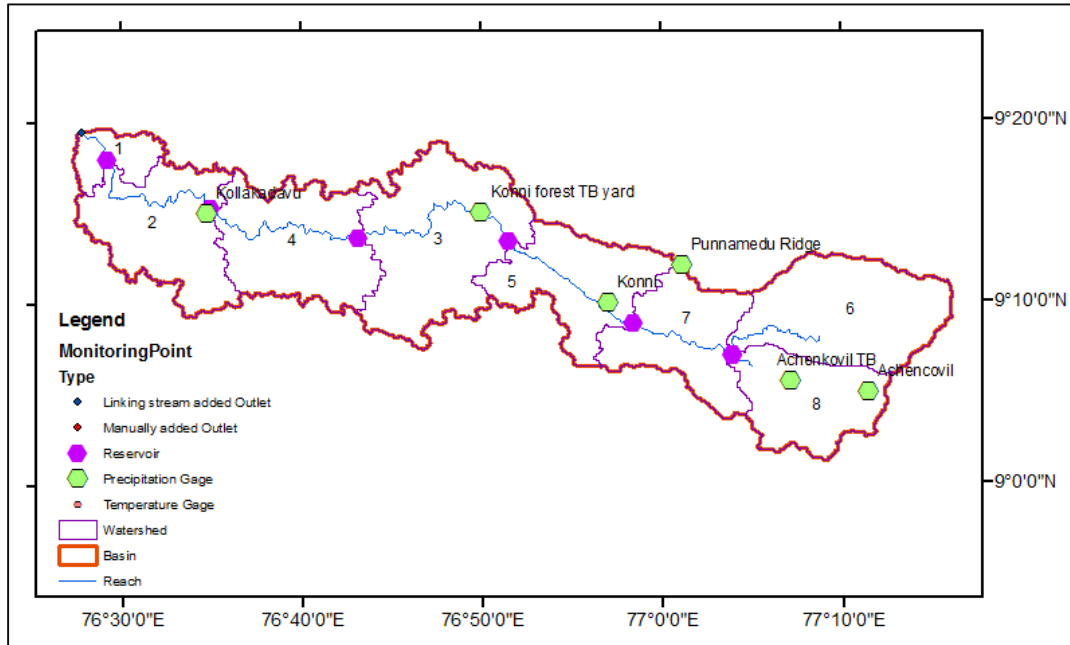 1
2
Kollakadavu
4
3
Konni forest TB yard
5
Konni
Punnamedu Ridge
7
6
Achenkovil TB
Achencovil
8
9°20'0"N
9°10'0"N
9°0'0"N
Legend
MonitoringPoint
Type
Linking stream added Outlet
Manually added Outlet
Reservoir
Precipitation Gage
Temperature Gage
Watershed
Basin
Reach
76°30'0"E
76°40'0"E
76°50'0"E
77°0'0"E
77°10'0"E